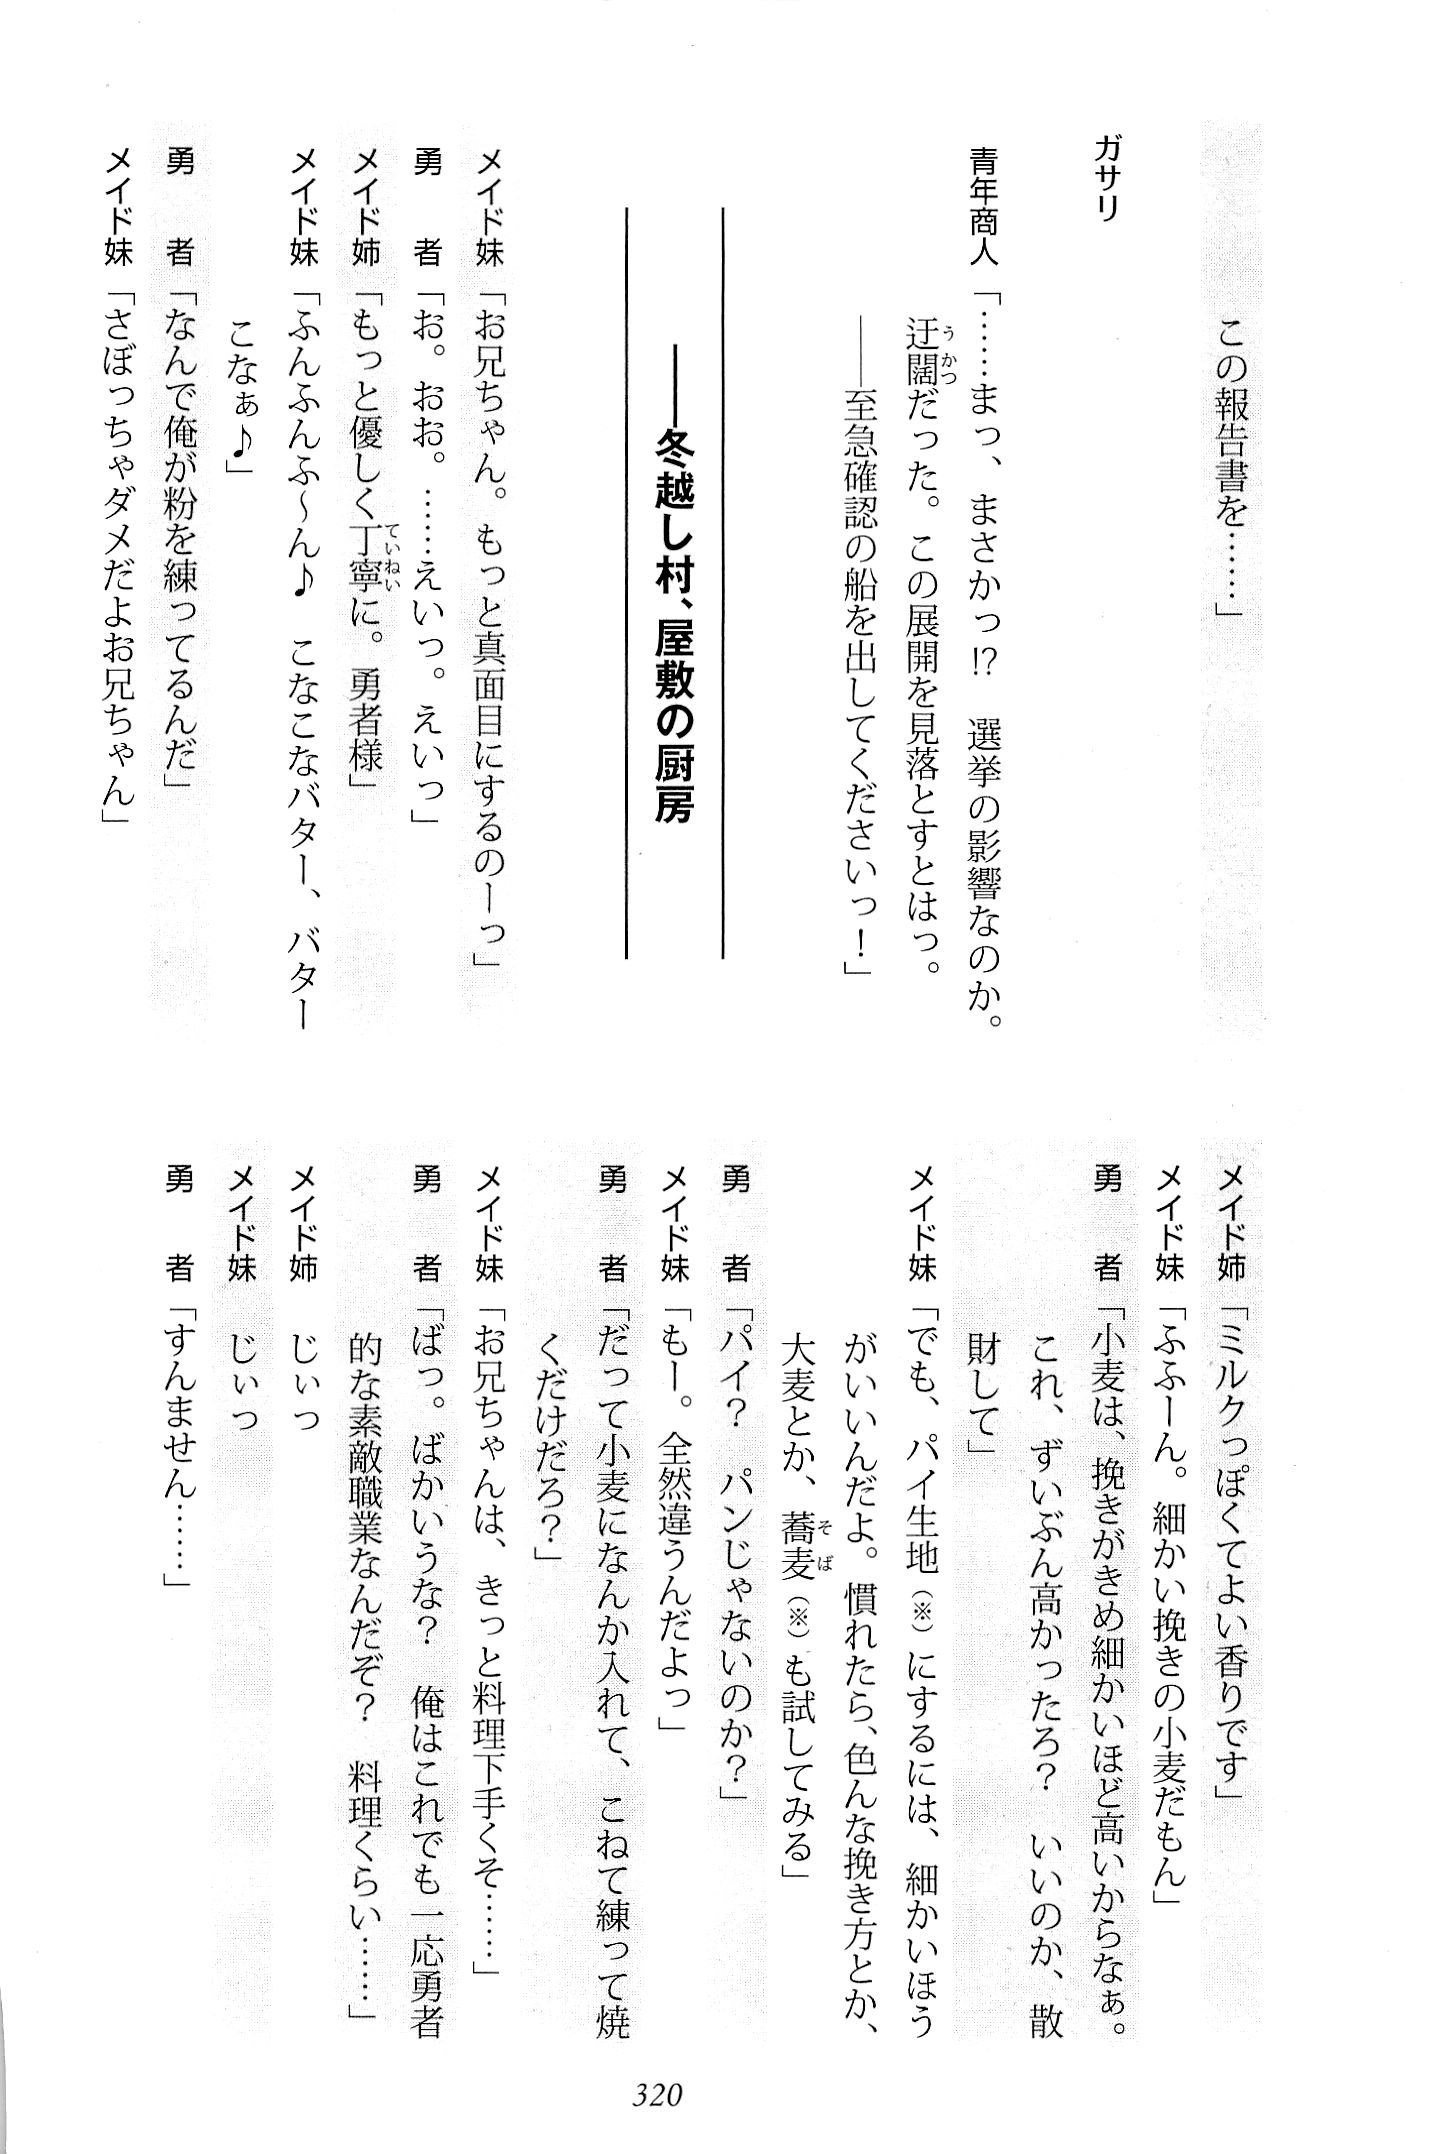 この報告書を……」
ガサリ
青年商人「……まっ、まさかっ!?　選挙の影響なのか。
迂闊だった。この展開を見落とすとはっ。
――至急確認の船を出してくださいっ！」
――冬越し村、屋敷の厨房
メイド妹「お兄ちゃん。もっと真面目にするのーっ」
勇　　者「お。おお。……えいっ。えいっ」
メイド姉「もっと優しく丁寧に。勇者様」
メイド妹「ふんふんふ～ん♪　こなこなバター、バター
こなぁ♪」
勇　　者「なんで俺が粉を練ってるんだ」
メイド妹「さぼっちゃダメだよお兄ちゃん」
メイド姉「ミルクっぽくてよい香りです」
メイド妹「ふふーん。細かい挽きの小麦だもん」
勇　　者「小麦は、挽きがきめ細かいほど高いからなぁ。
これ、ずいぶん高かったろ？　いいのか、散
財して」
メイド妹「でも、パイ生地（※）にするには、細かいほう
がいいんだよ。慣れたら、色んな挽き方とか、
大麦とか、蕎麦（※）も試してみる」
勇　　者「パイ？　パンじゃないのか？」
メイド妹「もー。全然違うんだよっ」
勇　　者「だって小麦になんか入れて、こねて練って焼
くだけだろ？」
メイド妹「お兄ちゃんは、きっと料理下手くそ……」
勇　　者「ばっ。ばかいうな？　俺はこれでも一応勇者
的な素敵職業なんだぞ？　料理くらい……」
メイド姉　じぃっ
メイド妹　じぃっ
勇　　者「すんません……」
320